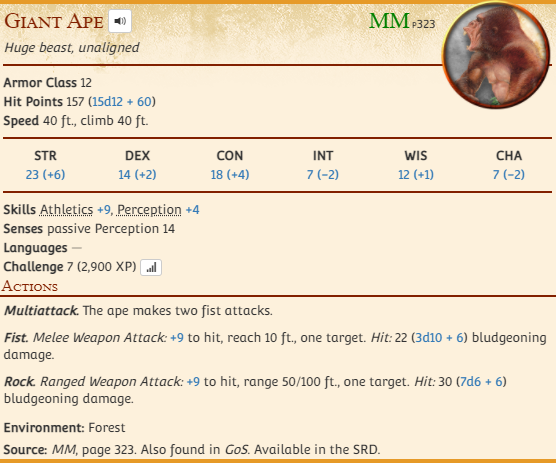 GIANT APE
MM P323
Huge beast, unaligned
Armor Class 12
Hit Points 157 (15d12 + 60)
Speed 40 ft., climb 40 ft.
STR DEX CON INT WIS CHA
23 (+6) 14 (+2) 18 (+4) 7 (−2) 12 (+1) 7 (−2)
Skills Athletics +9, Perception +4
Senses passive Perception 14
Languages —
Challenge 7 (2,900 XP)
ACTIONS
Multiattack. The ape makes two fist attacks.
Fist. Melee Weapon Attack: +9 to hit, reach 10 ft., one target. Hit: 22 (3d10 + 6) bludgeoning
damage.
Rock. Ranged Weapon Attack: +9 to hit, range 50/100 ft., one target. Hit: 30 (7d6 + 6)
bludgeoning damage.
Environment: Forest
Source: MM, page 323. Also found in GoS. Available in the SRD.